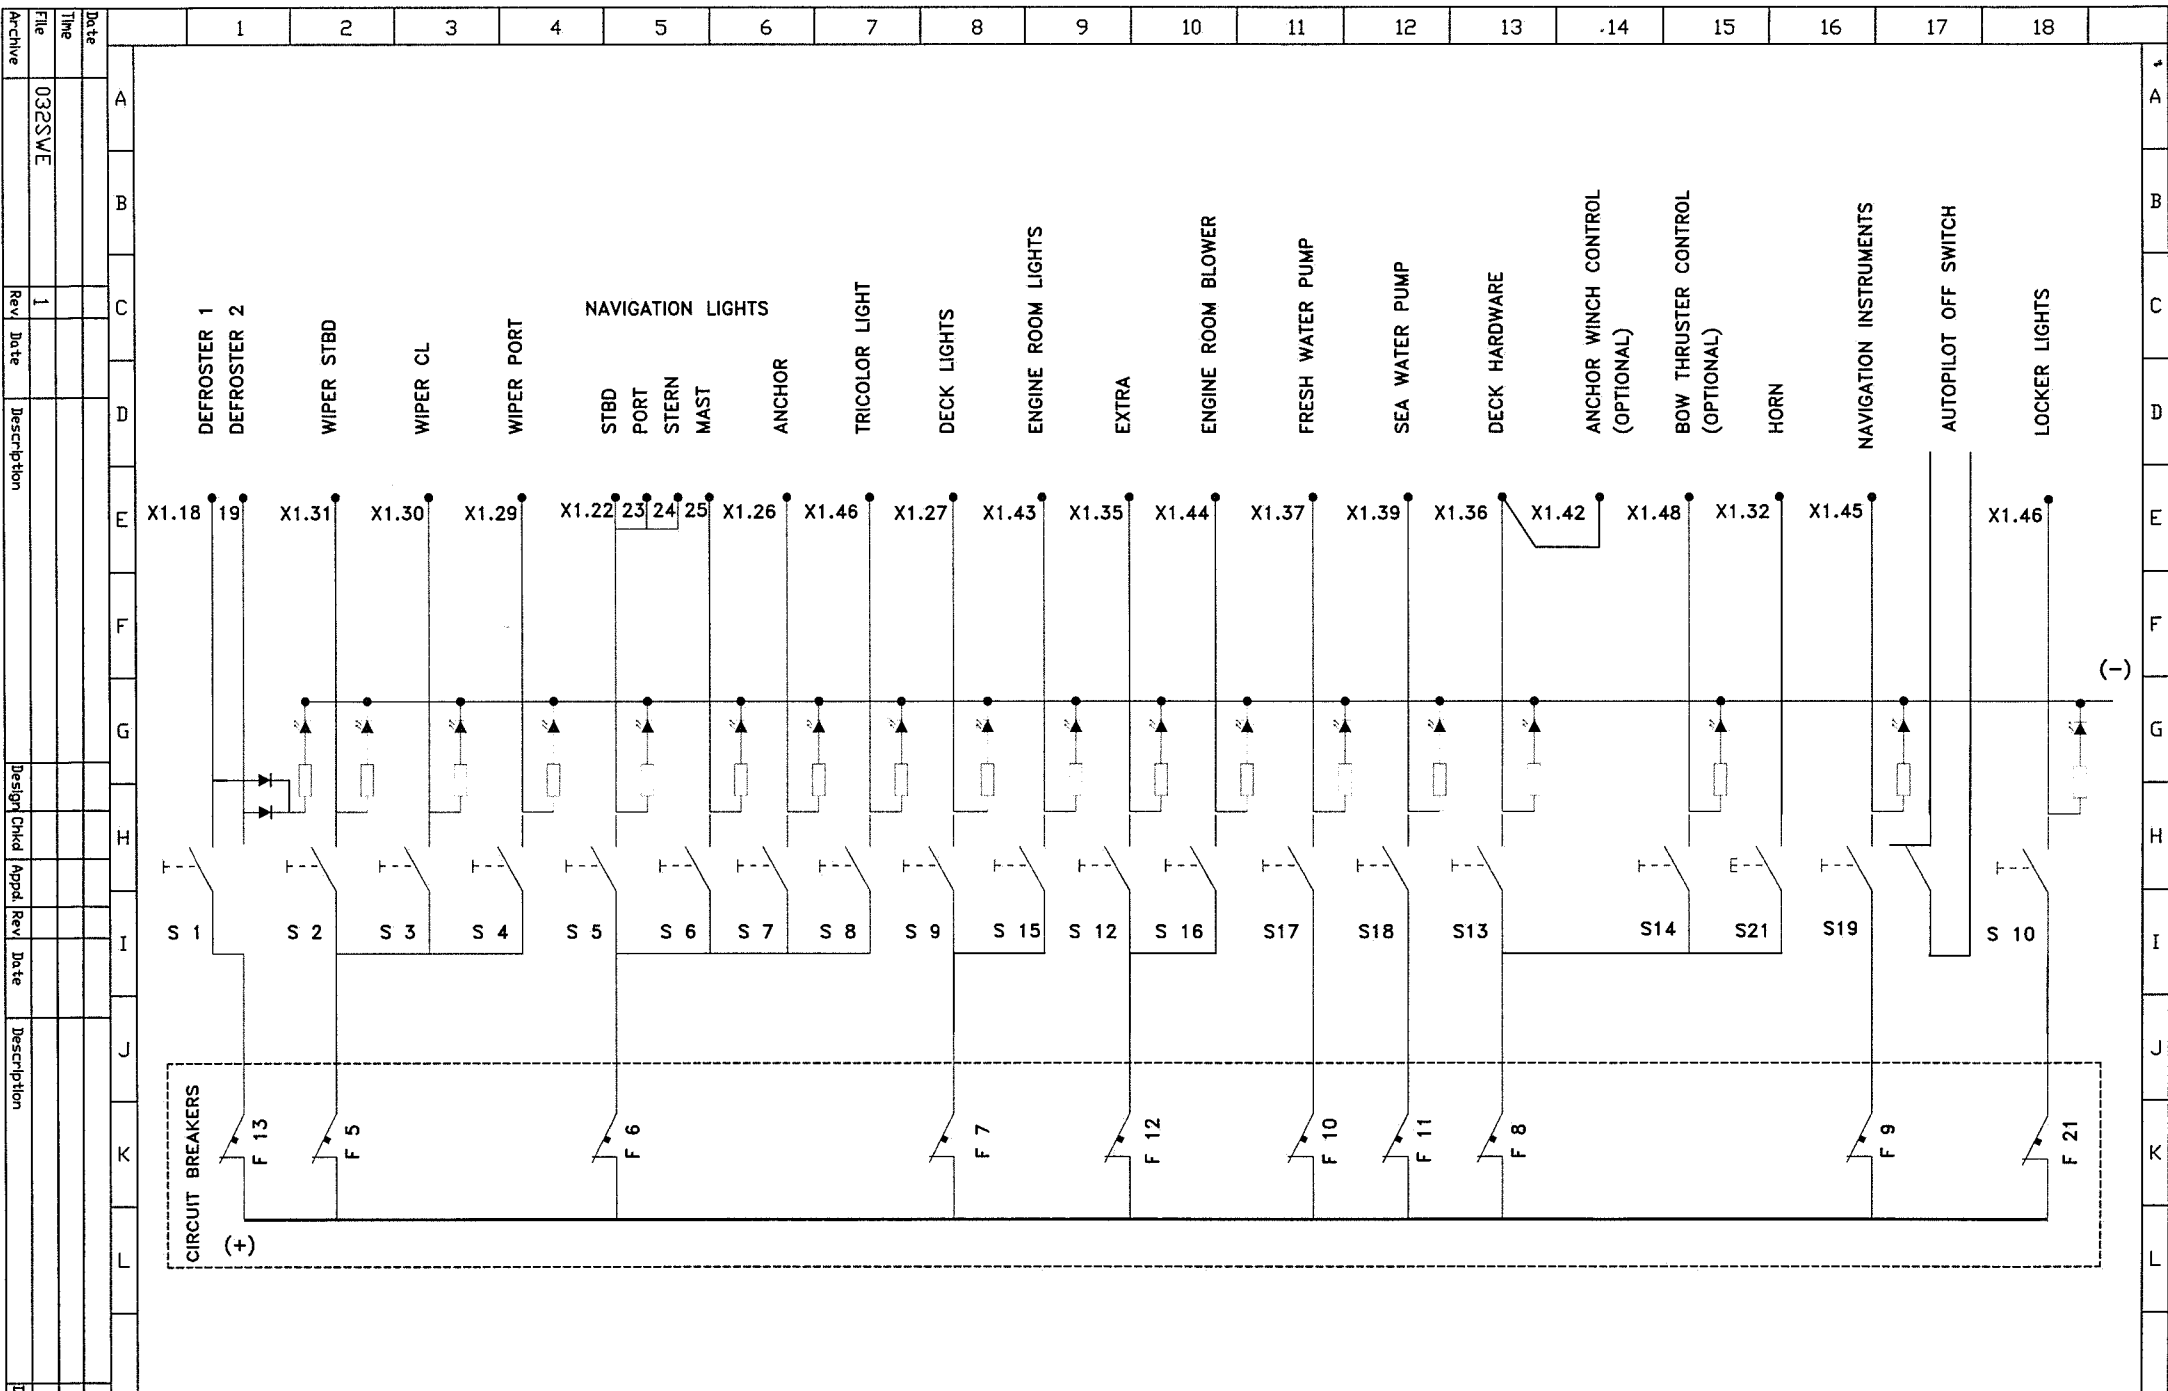 1 2 3 4 5 6 7 8 9 10 11 12 13 14 15 16 17 18
Date
Time
File 032SWE
Archive
Rev. 1
Date
Description
Design
Chkd
Appd.
Rev
Date
Description
A A
B B
C C
D D
E E
F F
G G
H H
I I
J J
K K
L L
DEFROSTER 1
DEFROSTER 2
WIPER STBD
WIPER CL
WIPER PORT
NAVIGATION LIGHTS
STBD
PORT
STERN
MAST
ANCHOR
TRICOLOR LIGHT
DECK LIGHTS
ENGINE ROOM LIGHTS
EXTRA
ENGINE ROOM BLOWER
FRESH WATER PUMP
SEA WATER PUMP
DECK HARDWARE
ANCHOR WINCH CONTROL
(OPTIONAL)
BOW THRUSTER CONTROL
(OPTIONAL)
HORN
NAVIGATION INSTRUMENTS
AUTOPILOT OFF SWITCH
LOCKER LIGHTS
X1.18 19 X1.31 X1.30 X1.29 X1.22 23 24 25 X1.26 X1.46 X1.27 X1.43 X1.35 X1.44 X1.37 X1.39 X1.36 X1.42 X1.48 X1.32 X1.45 X1.46
(-)
S 1 S 2 S 3 S 4 S 5 S 6 S 7 S 8 S 9 S 15 S 12 S 16 S17 S18 S13 S14 S21 S19 S 10
CIRCUIT BREAKERS
F 13
F 5
F 6
F 7
F 12
F 10
F 11
F 8
F 9
F 21
(+)